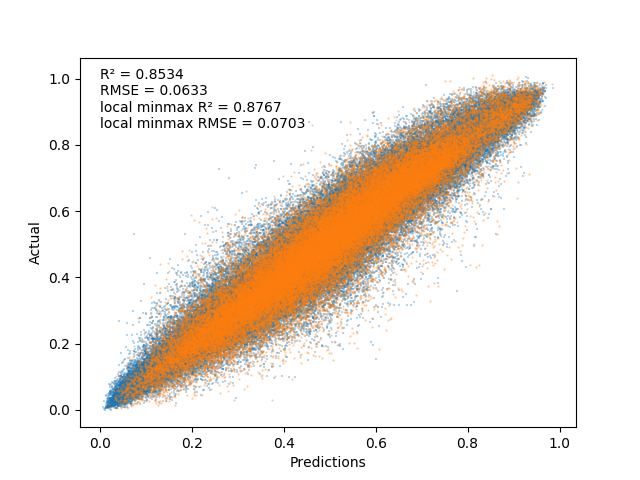 R² = 0.8534
RMSE = 0.0633
local minmax R² = 0.8767
local minmax RMSE = 0.0703
1.0
0.8
0.6
0.4
0.2
0.0
Actual
0.0 0.2 0.4 0.6 0.8 1.0
Predictions